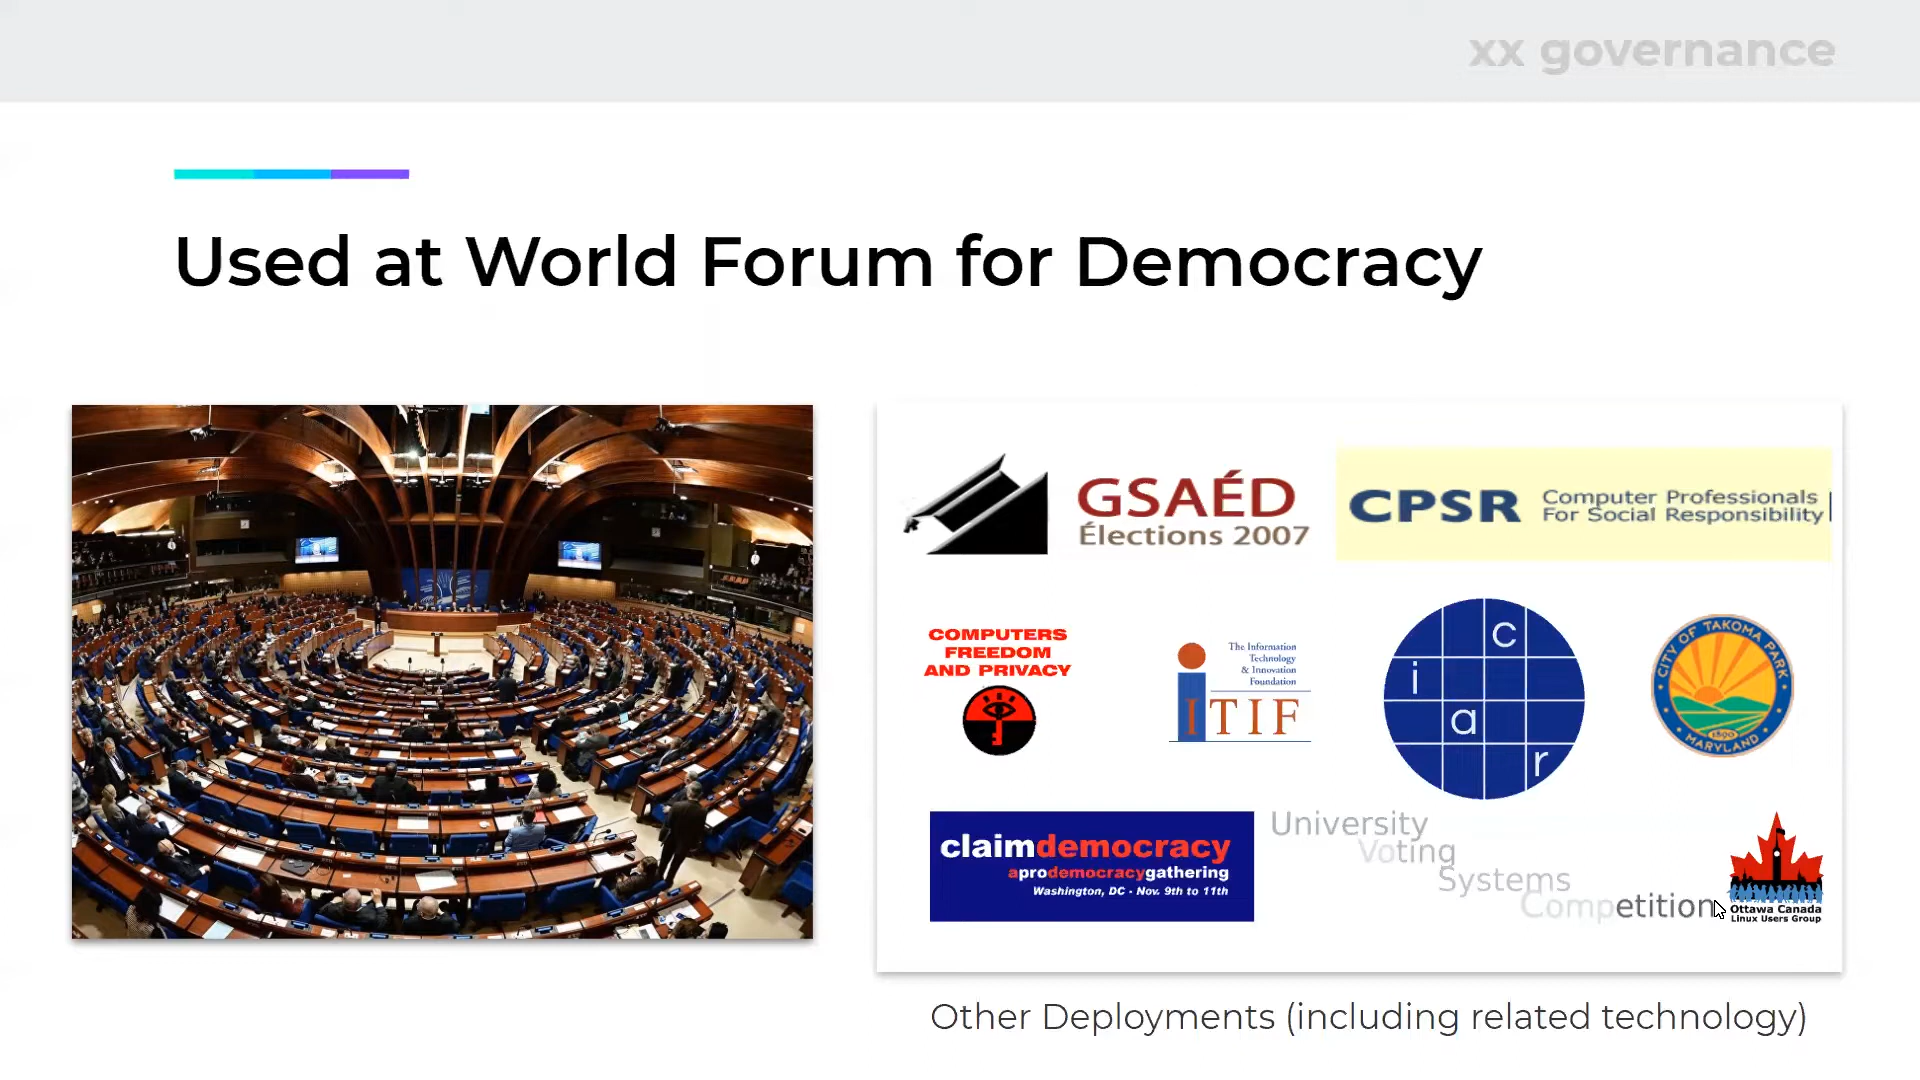 xx governance
Used at World Forum for Democracy
GSAÉD
Élections 2007
CPSR
Computer Professionals
For Social Responsibility
COMPUTERS
FREEDOM
AND PRIVACY
The Information
Technology
& Innovation
Foundation
ITIF
c
i
a
r
CITY OF TAKOMA PARK
1890
MARYLAND
claimdemocracy
aprodemocracygathering
Washington, DC - Nov. 9th to 11th
University
Voting
Systems
Competition
Ottawa Canada
Linux Users Group
Other Deployments (including related technology)